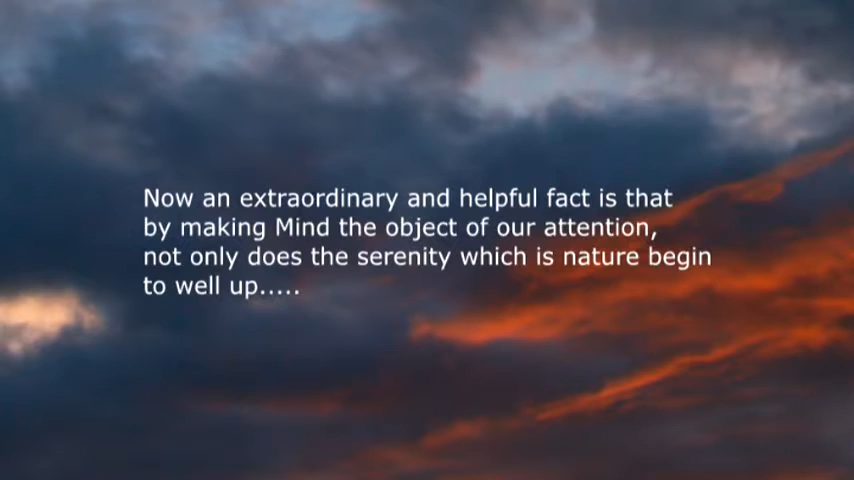 Now an extraordinary and helpful fact is that
by making Mind the object of our attention,
not only does the serenity which is nature begin
to well up.....